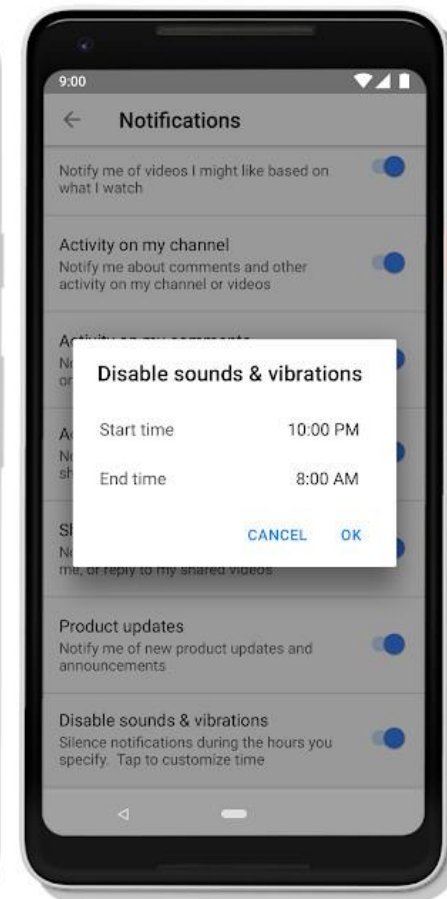 9:00
Notifications
Notify me of videos I might like based on
what I watch
Activity on my channel
Notify me about comments and other
activity on my channel or videos
Disable sounds & vibrations
Start time 10:00 PM
End time 8:00 AM
CANCEL OK
me, or reply to my shared videos
Product updates
Notify me of new product updates and
announcements
Disable sounds & vibrations
Silence notifications during the hours you
specify. Tap to customize time